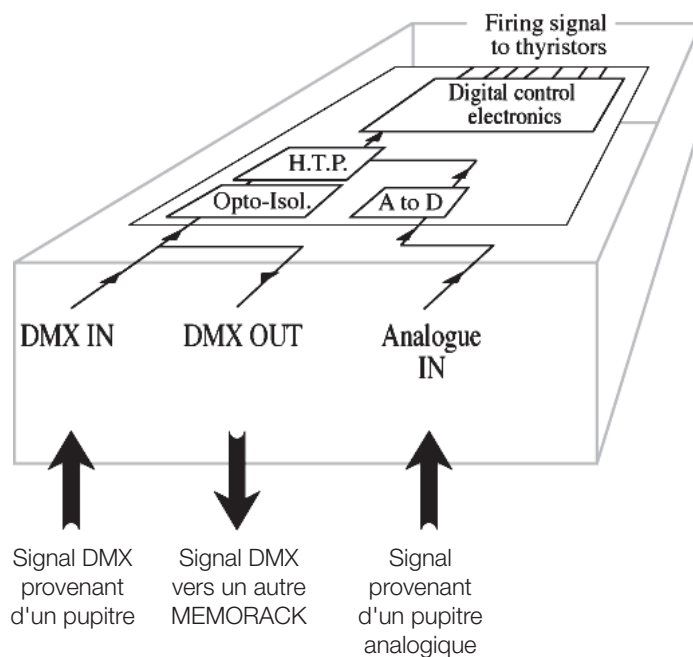 Firing signal
to thyristors
Digital control
electronics
H.T.P.
Opto-Isol.
A to D
DMX IN
DMX OUT
Analogue
IN
Signal DMX
provenant
d'un pupitre
Signal DMX
vers un autre
MEMORACK
Signal
provenant
d'un pupitre
analogique